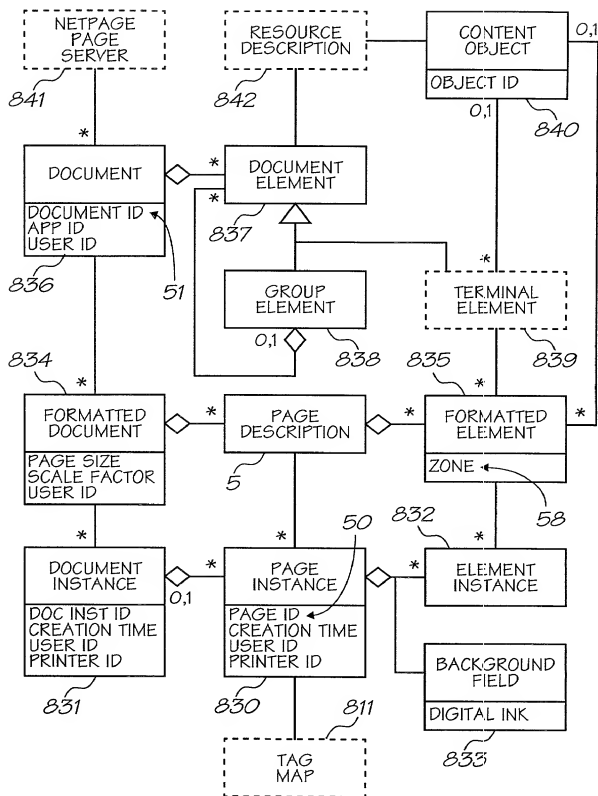 NETPAGE
PAGE
SERVER
841
*
RESOURCE
DESCRIPTION
842
CONTENT
OBJECT
OBJECT ID
840
0,1
0,1
DOCUMENT
DOCUMENT ID
APP ID
USER ID
836
51
*
DOCUMENT
ELEMENT
*
837
GROUP
ELEMENT
0,1
838
*
TERMINAL
ELEMENT
839
834
*
FORMATTED
DOCUMENT
PAGE SIZE
SCALE FACTOR
USER ID
*
PAGE
DESCRIPTION
5
835
*
*
FORMATTED
ELEMENT
*
ZONE
58
*
DOCUMENT
INSTANCE
0,1
DOC INST ID
CREATION TIME
USER ID
PRINTER ID
831
*
*
PAGE
INSTANCE
50
PAGE ID
CREATION TIME
USER ID
PRINTER ID
830
832
*
*
ELEMENT
INSTANCE
BACKGROUND
FIELD
DIGITAL INK
833
811
TAG
MAP